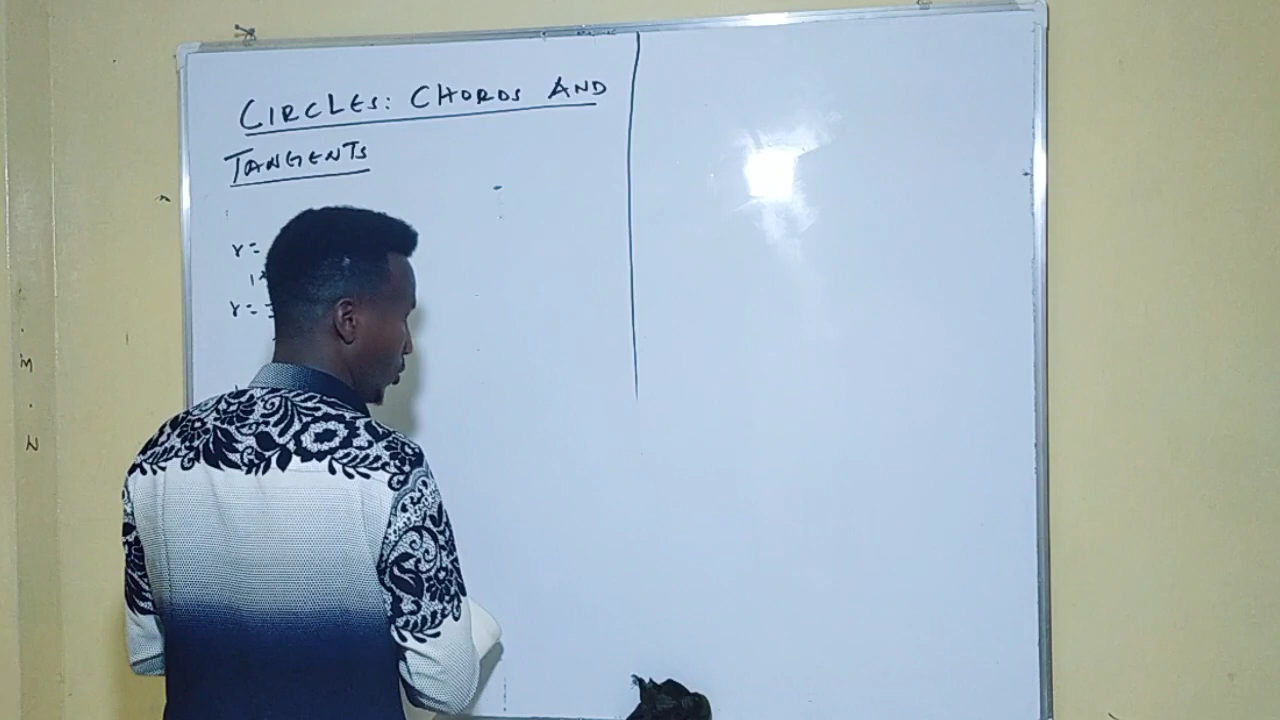 CIRCLES: CHORDS AND
TANGENTS
r=
r=